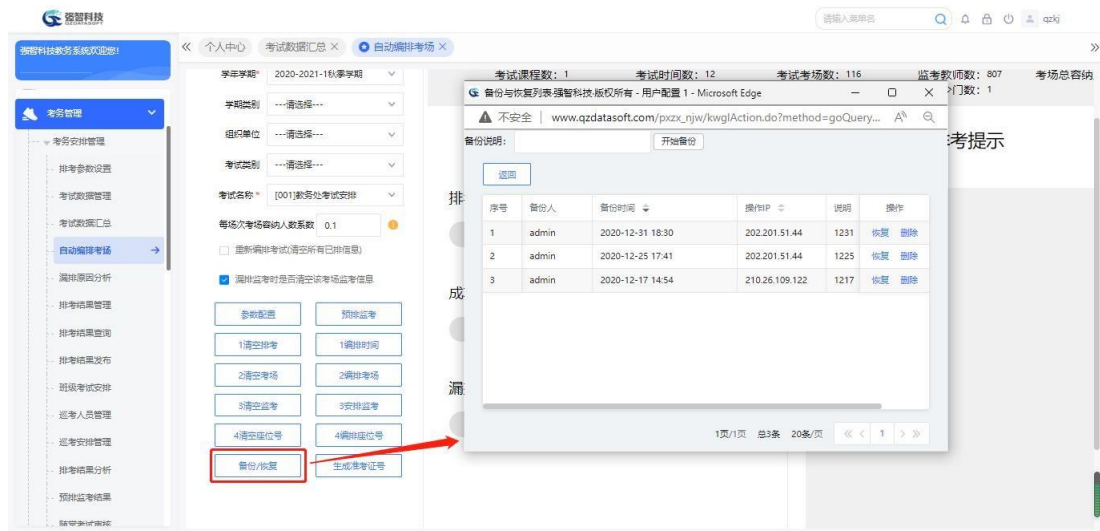 强智科技
QZDATASOFT
请输入菜单名
qzkj
强智科技教务系统欢迎您!
个人中心
考试数据汇总
自动编排考场
考务管理
考务安排管理
排考参数设置
考试数据管理
考试数据汇总
自动编排考场
漏排原因分析
排考结果管理
排考结果查询
排考结果发布
班级考试安排
巡考人员管理
巡考安排管理
排考结果分析
预排监考结果
随堂考试审核
学年学期* 2020-2021-1秋季学期
学期类别 ---请选择---
组织单位 ---请选择---
考试类别 ---请选择---
考试名称* [001]教务处考试安排
每场次考场容纳人数系数 0.1
重新编排考试(清空所有已排信息)
漏排监考时是否清空该考场监考信息
参数配置 预排监考
1清空排考 1编排时间
2清空考场 2编排考场
3清空监考 3安排监考
4清空座位号 4编排座位号
备份/恢复 生成准考证号
考试课程数: 1 考试时间数: 12 考试考场数: 116 监考教师数: 807 考场总容纳
门数: 1
考提示
排
成
漏
备份与恢复列表-强智科技-版权所有 - 用户配置 1 - Microsoft Edge
不安全 | www.qzdatasoft.com/pxzx_njw/kwglAction.do?method=goQuery...
备份说明: 开始备份
返回
序号 备份人 备份时间 操作IP 说明 操作
1 admin 2020-12-31 18:30 202.201.51.44 1231 恢复 删除
2 admin 2020-12-25 17:41 202.201.51.44 1225 恢复 删除
3 admin 2020-12-17 14:54 210.26.109.122 1217 恢复 删除
1页/1页 总3条 20条/页 1